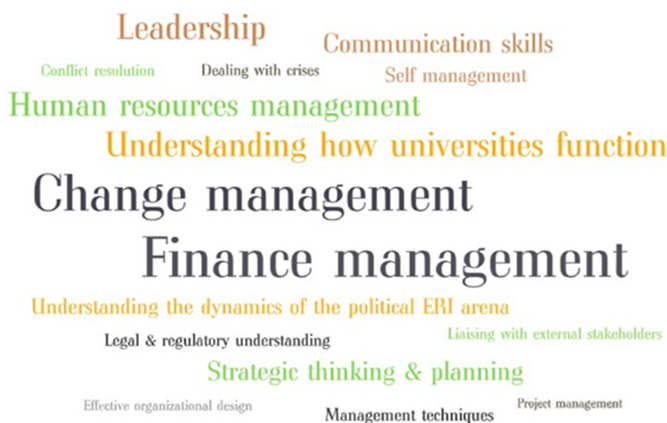 Leadership
Communication skills
Conflict resolution
Dealing with crises
Self management
Human resources management
Understanding how universities function
Change management
Finance management
Understanding the dynamics of the political ERI arena
Legal & regulatory understanding
Liaising with external stakeholders
Strategic thinking & planning
Effective organizational design
Management techniques
Project management